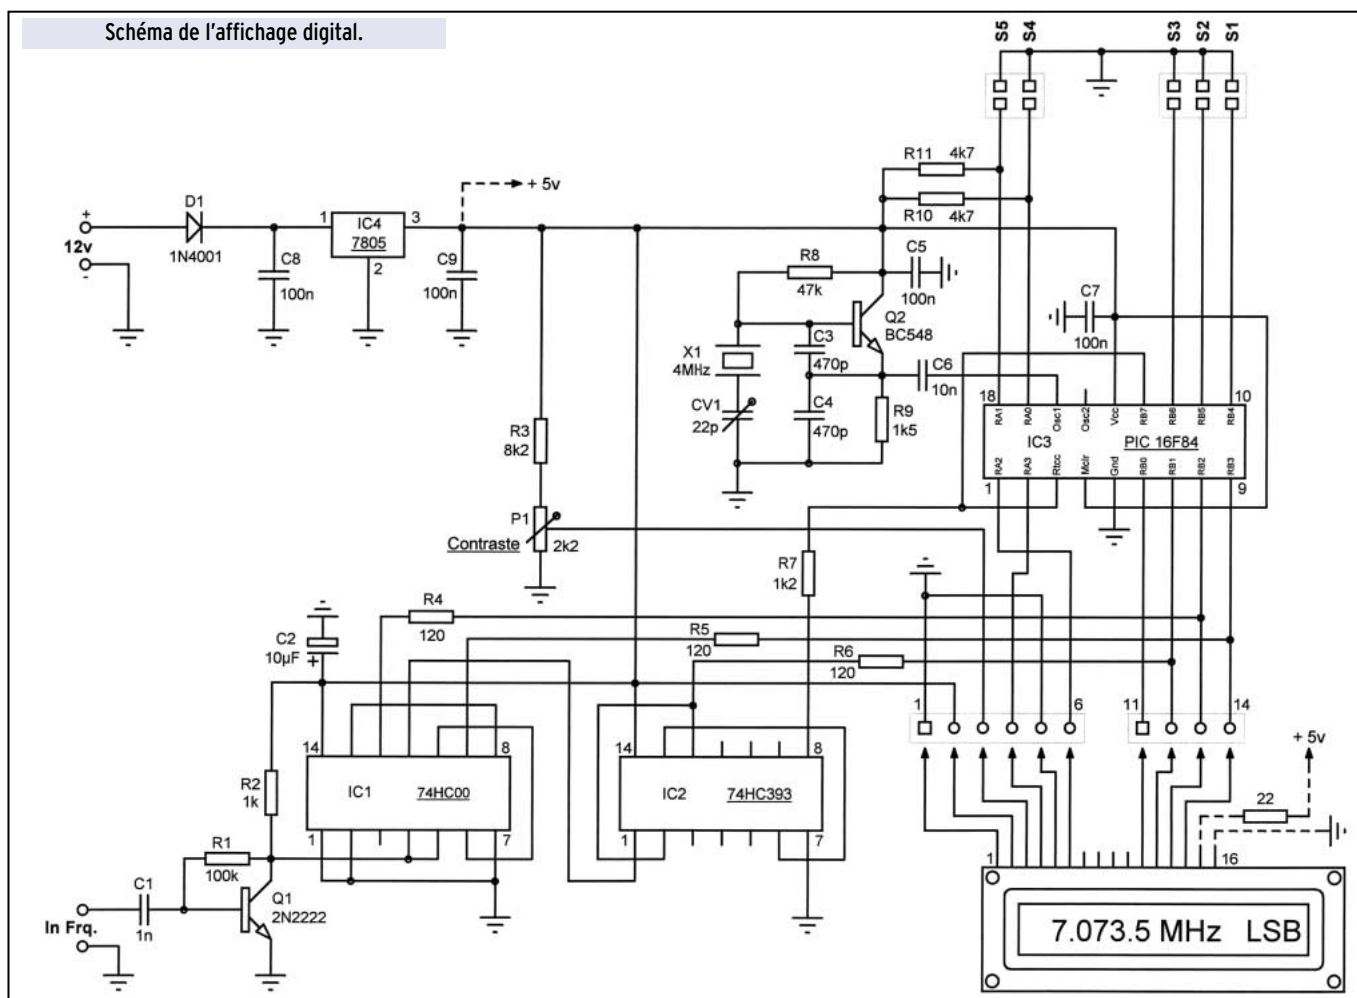 Schéma de l'affichage digital.
S5
S4
S3
S2
S1
R11 4k7
R10 4k7
+ 5v
D1
1N4001
+
12v
-
1
IC4
7805
3
2
C8
100n
C9
100n
R8
47k
C5
100n
Q2
BC548
C7
100n
X1
4MHz
C3
470p
C6
10n
CV1
22p
C4
470p
R9
1k5
18
10
RA1
RA0
Osc1
Osc2
Vcc
RB7
RB6
RB5
RB4
IC3
PIC 16F84
RA2
RA3
Rtcc
Mclr
Gnd
RB0
RB1
RB2
RB3
1
9
R3
8k2
P1
2k2
Contraste
R7
1k2
R4
120
R5
120
R6
120
C2
10µF
+
1
6
11
14
+ 5v
14
8
IC1
74HC00
1
7
14
8
IC2
74HC393
1
7
R2
1k
R1
100k
C1
1n
Q1
2N2222
In Frq.
22
1
16
7.073.5 MHz LSB